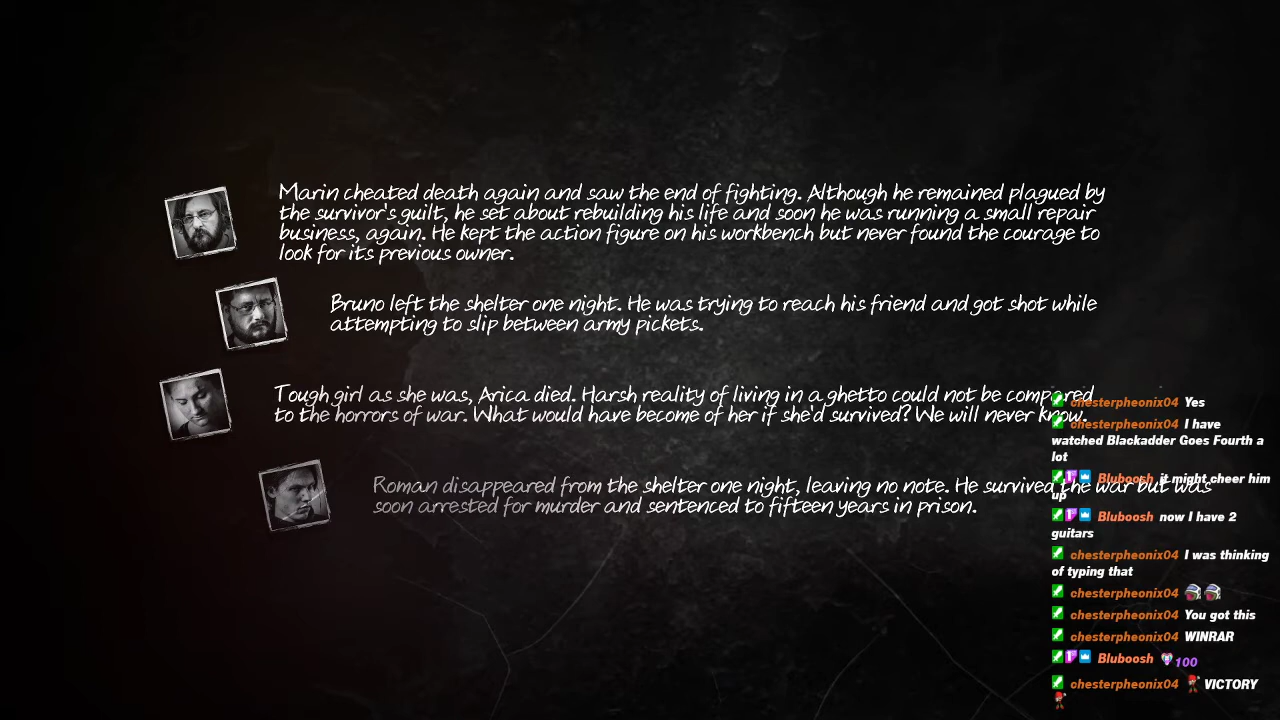 Marin cheated death again and saw the end of fighting. Although he remained plagued by
the survivor's guilt, he set about rebuilding his life and soon he was running a small repair
business, again. He kept the action figure on his workbench but never found the courage to
look for its previous owner.
Bruno left the shelter one night. He was trying to reach his friend and got shot while
attempting to slip between army pickets.
Tough girl as she was, Arica died. Harsh reality of living in a ghetto could not be compared
to the horrors of war. What would have become of her if she'd survived? We will never know.
Roman disappeared from the shelter one night, leaving no note. He survived the war but was
soon arrested for murder and sentenced to fifteen years in prison.
chesterpheonix04 Yes
chesterpheonix04 I have
watched Blackadder Goes Fourth a
lot
Bluboosh it might cheer him
up
Bluboosh now I have 2
guitars
chesterpheonix04 I was thinking
of typing that
chesterpheonix04
chesterpheonix04 You got this
chesterpheonix04 WINRAR
Bluboosh 100
chesterpheonix04 VICTORY